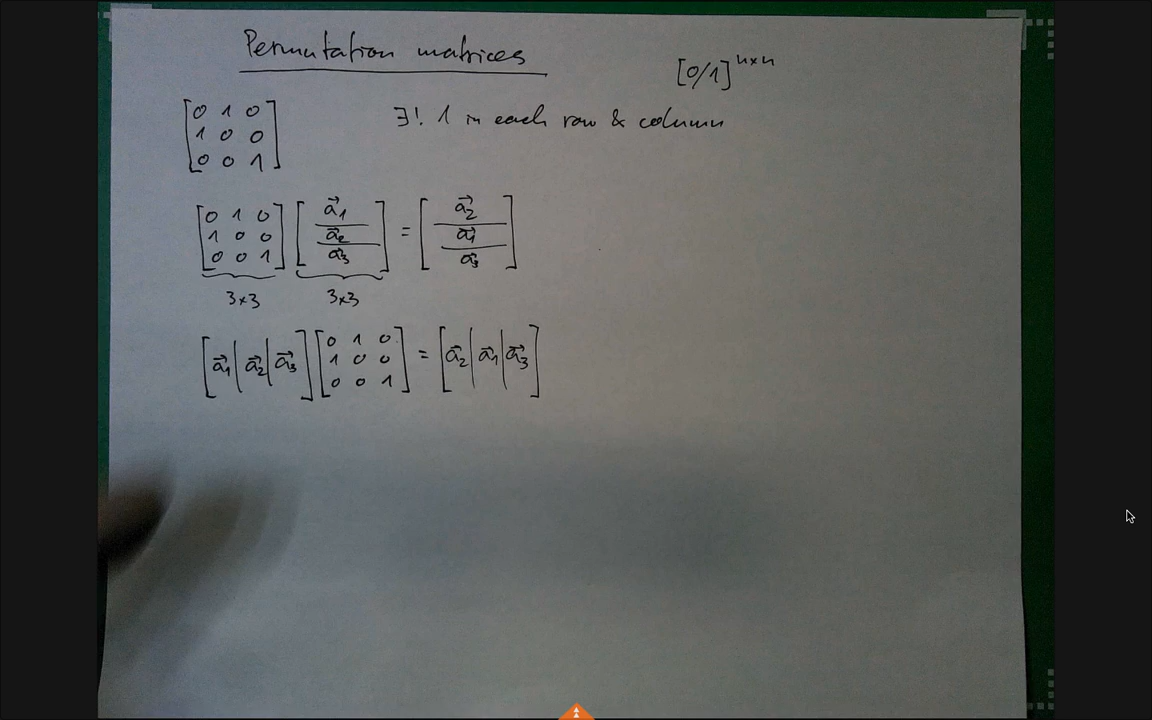 Permutation matrices
[0/1]^{n×n}
[0 1 0
1 0 0
0 0 1]
∃! 1 in each row & column
[0 1 0
1 0 0
0 0 1] [a⃗1
a⃗2
a⃗3] = [a⃗2
a⃗1
a⃗3]
3×3 3×3
[a⃗1 | a⃗2 | a⃗3] [0 1 0
1 0 0
0 0 1] = [a⃗2 | a⃗1 | a⃗3]